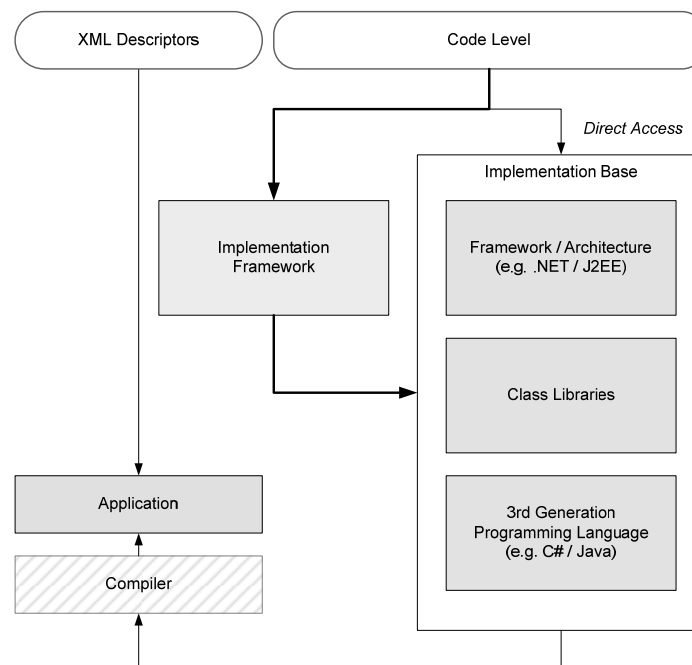 XML Descriptors
Code Level
Direct Access
Implementation Base
Implementation
Framework
Framework / Architecture
(e.g. .NET / J2EE)
Class Libraries
Application
3rd Generation
Programming Language
(e.g. C# / Java)
Compiler